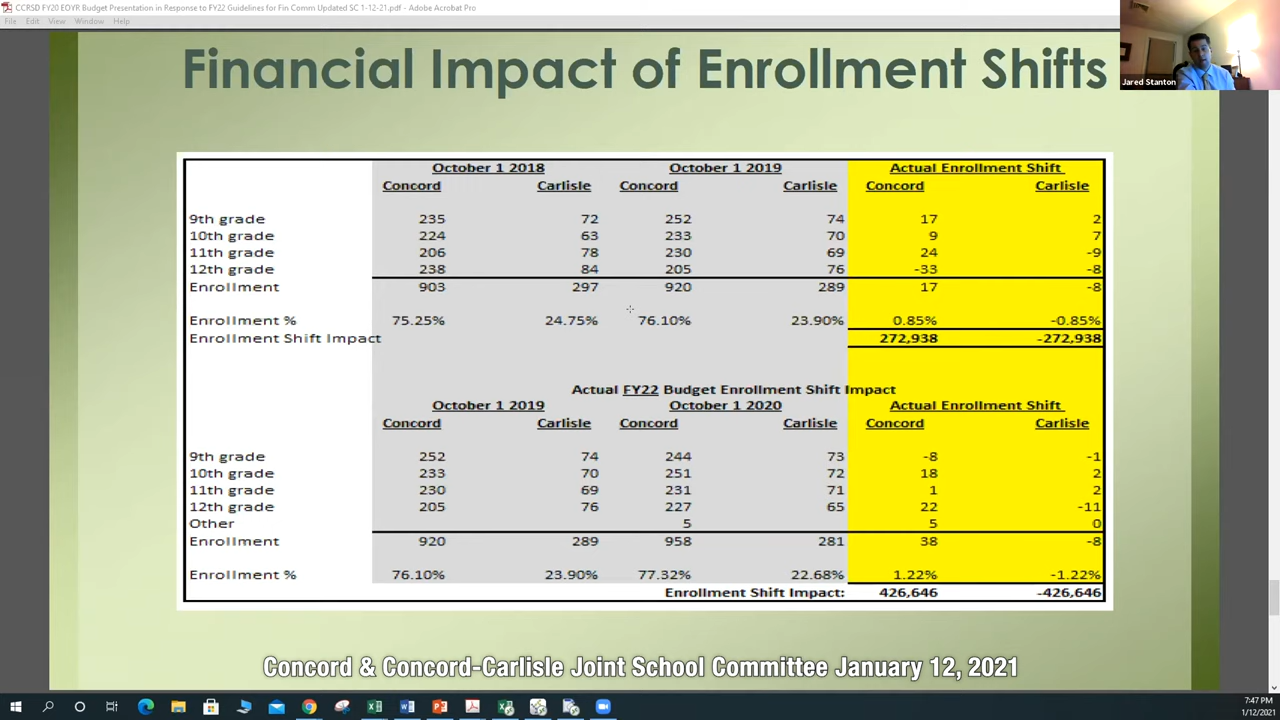 CCRSD FY20 EOYR Budget Presentation in Response to FY22 Guidelines for Fin Comm Updated SC 1-12-21.pdf - Adobe Acrobat Pro
File Edit View Window Help
Jared Stanton
Financial Impact of Enrollment Shifts
October 1 2018 October 1 2019 Actual Enrollment Shift
Concord Carlisle Concord Carlisle Concord Carlisle
9th grade 235 72 252 74 17 2
10th grade 224 63 233 70 9 7
11th grade 206 78 230 69 24 -9
12th grade 238 84 205 76 -33 -8
Enrollment 903 297 920 289 17 -8
Enrollment % 75.25% 24.75% 76.10% 23.90% 0.85% -0.85%
Enrollment Shift Impact 272,938 -272,938
Actual FY22 Budget Enrollment Shift Impact
October 1 2019 October 1 2020 Actual Enrollment Shift
Concord Carlisle Concord Carlisle Concord Carlisle
9th grade 252 74 244 73 -8 -1
10th grade 233 70 251 72 18 2
11th grade 230 69 231 71 1 2
12th grade 205 76 227 65 22 -11
Other 5 5 0
Enrollment 920 289 958 281 38 -8
Enrollment % 76.10% 23.90% 77.32% 22.68% 1.22% -1.22%
Enrollment Shift Impact: 426,646 -426,646
Concord & Concord-Carlisle Joint School Committee January 12, 2021
7:47 PM
1/12/2021